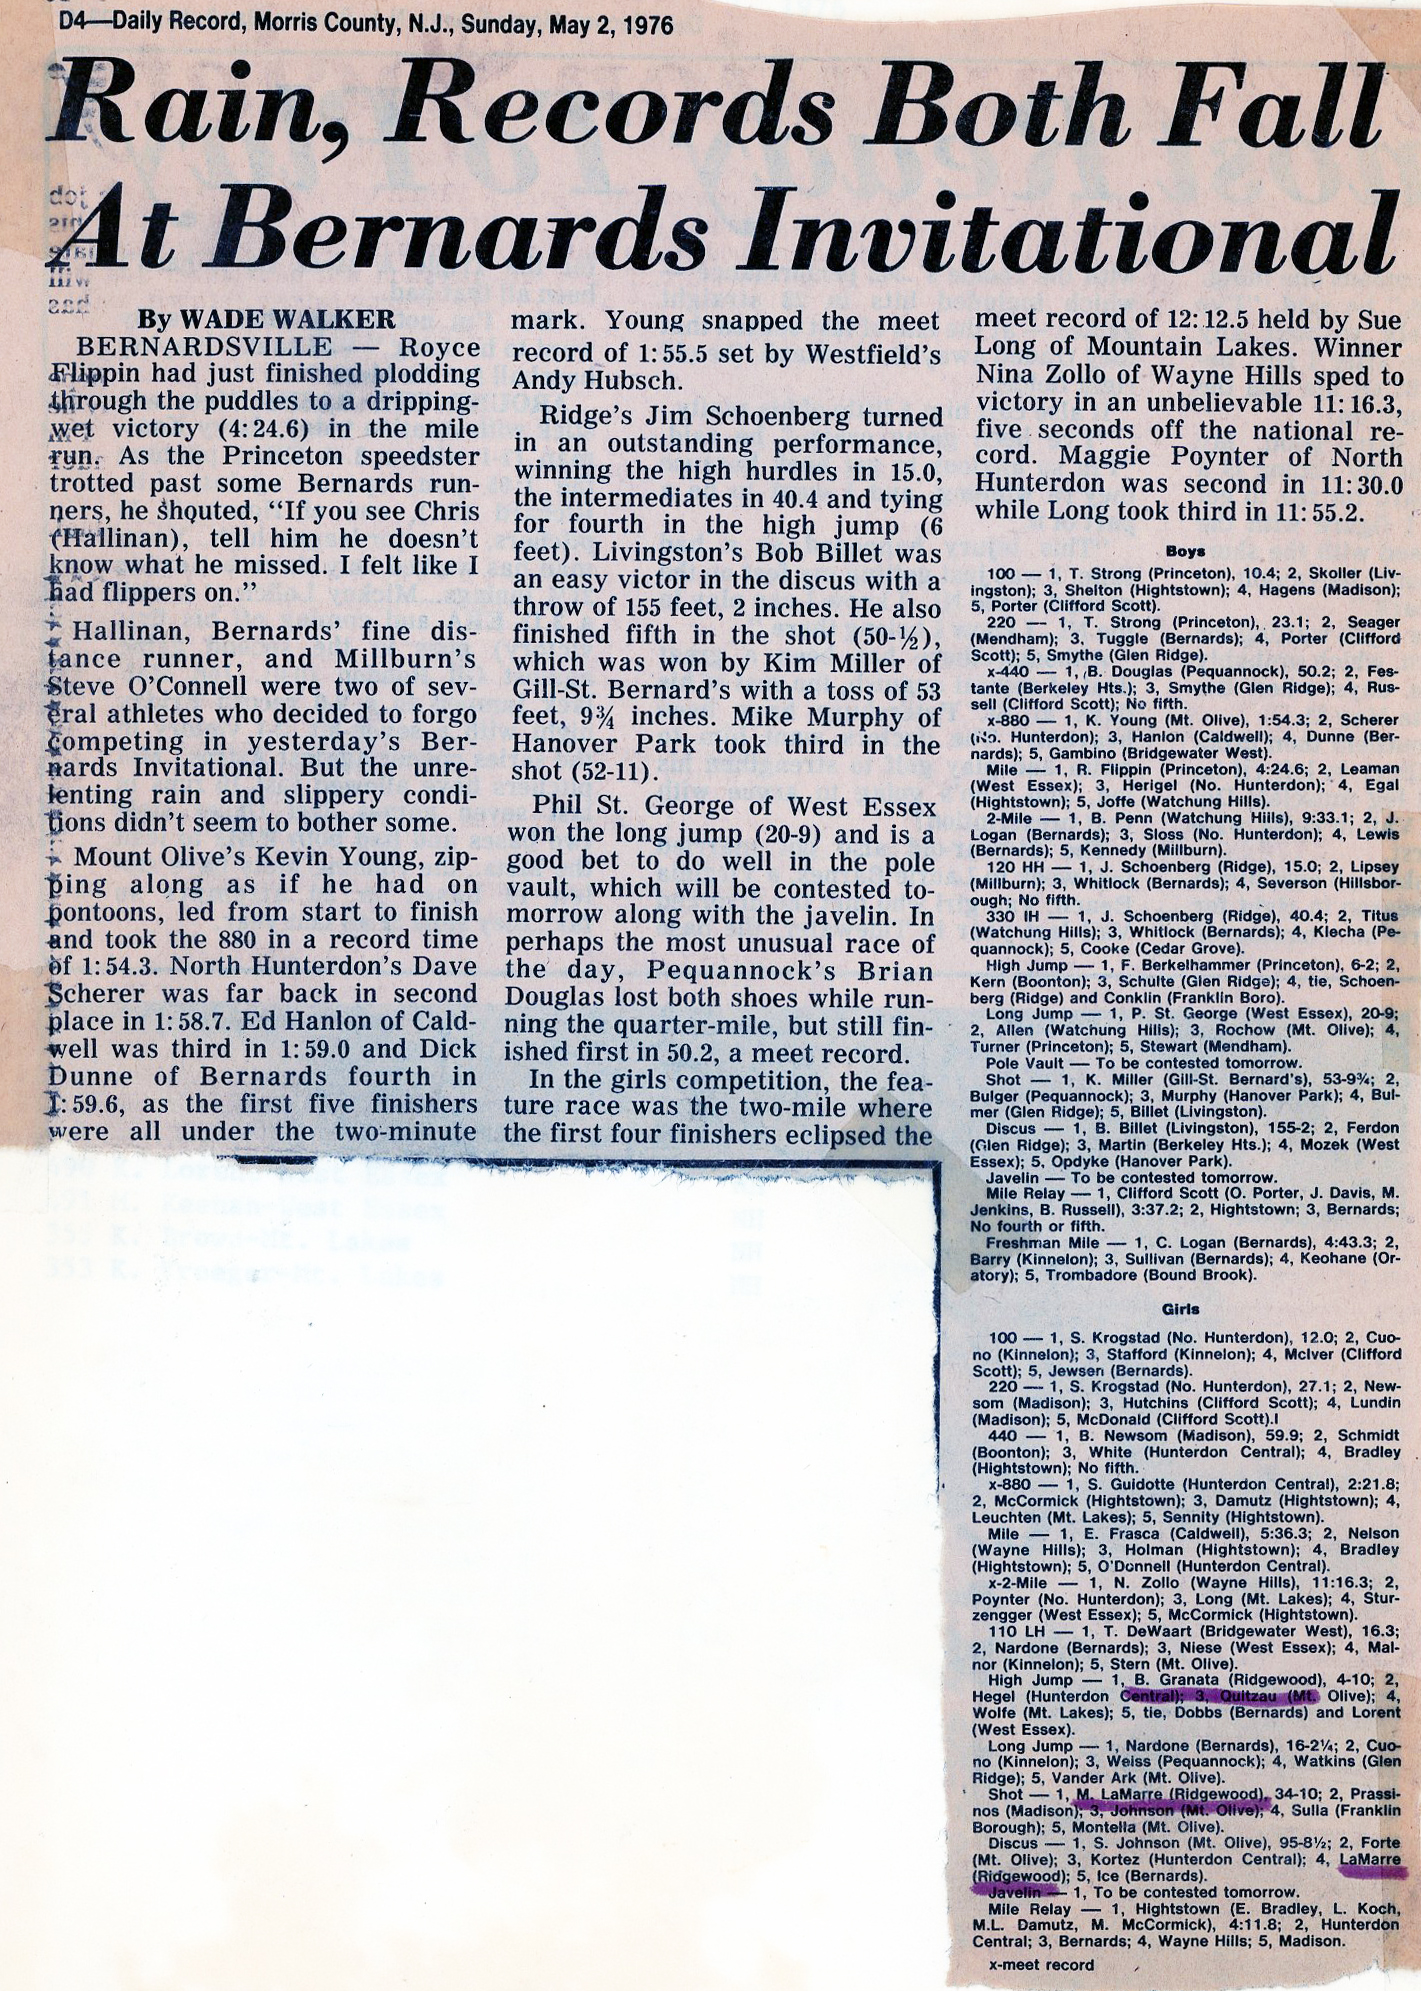 D4—Daily Record, Morris County, N.J., Sunday, May 2, 1976
Rain, Records Both Fall
At Bernards Invitational
By WADE WALKER
BERNARDSVILLE — Royce
Flippin had just finished plodding
through the puddles to a dripping-
wet victory (4:24.6) in the mile
run. As the Princeton speedster
trotted past some Bernards run-
ners, he shouted, “If you see Chris
(Hallinan), tell him he doesn’t
know what he missed. I felt like I
had flippers on.”
Hallinan, Bernards’ fine dis-
tance runner, and Millburn’s
Steve O’Connell were two of sev-
eral athletes who decided to forgo
competing in yesterday’s Ber-
nards Invitational. But the unre-
lenting rain and slippery condi-
tions didn’t seem to bother some.
Mount Olive’s Kevin Young, zip-
ping along as if he had on
pontoons, led from start to finish
and took the 880 in a record time
of 1:54.3. North Hunterdon’s Dave
Scherer was far back in second
place in 1:58.7. Ed Hanlon of Cald-
well was third in 1:59.0 and Dick
Dunne of Bernards fourth in
1:59.6, as the first five finishers
were all under the two-minute
mark. Young snapped the meet
record of 1:55.5 set by Westfield’s
Andy Hubsch.
Ridge’s Jim Schoenberg turned
in an outstanding performance,
winning the high hurdles in 15.0,
the intermediates in 40.4 and tying
for fourth in the high jump (6
feet). Livingston’s Bob Billet was
an easy victor in the discus with a
throw of 155 feet, 2 inches. He also
finished fifth in the shot (50-½),
which was won by Kim Miller of
Gill-St. Bernard’s with a toss of 53
feet, 9¾ inches. Mike Murphy of
Hanover Park took third in the
shot (52-11).
Phil St. George of West Essex
won the long jump (20-9) and is a
good bet to do well in the pole
vault, which will be contested to-
morrow along with the javelin. In
perhaps the most unusual race of
the day, Pequannock’s Brian
Douglas lost both shoes while run-
ning the quarter-mile, but still fin-
ished first in 50.2, a meet record.
In the girls competition, the fea-
ture race was the two-mile where
the first four finishers eclipsed the
meet record of 12:12.5 held by Sue
Long of Mountain Lakes. Winner
Nina Zollo of Wayne Hills sped to
victory in an unbelievable 11:16.3,
five seconds off the national re-
cord. Maggie Poynter of North
Hunterdon was second in 11:30.0
while Long took third in 11:55.2.
Boys
100 — 1, T. Strong (Princeton), 10.4; 2, Skoller (Liv-
ingston); 3, Shelton (Hightstown); 4, Hagens (Madison);
5, Porter (Clifford Scott).
220 — 1, T. Strong (Princeton), 23.1; 2, Seager
(Mendham); 3, Tuggle (Bernards); 4, Porter (Clifford
Scott); 5, Smythe (Glen Ridge).
x-440 — 1, B. Douglas (Pequannock), 50.2; 2, Fes-
tante (Berkeley Hts.); 3, Smythe (Glen Ridge); 4, Rus-
sell (Clifford Scott); No fifth.
x-880 — 1, K. Young (Mt. Olive), 1:54.3; 2, Scherer
(No. Hunterdon); 3, Hanlon (Caldwell); 4, Dunne (Ber-
nards); 5, Gambino (Bridgewater West).
Mile — 1, R. Flippin (Princeton), 4:24.6; 2, Leaman
(West Essex); 3, Herigel (No. Hunterdon); 4, Egal
(Hightstown); 5, Joffe (Watchung Hills).
2-Mile — 1, B. Penn (Watchung Hills), 9:33.1; 2, J.
Logan (Bernards); 3, Sloss (No. Hunterdon); 4, Lewis
(Bernards); 5, Kennedy (Millburn).
120 HH — 1, J. Schoenberg (Ridge), 15.0; 2, Lipsey
(Millburn); 3, Whitlock (Bernards); 4, Severson (Hillsbor-
ough; No fifth.
330 IH — 1, J. Schoenberg (Ridge), 40.4; 2, Titus
(Watchung Hills); 3, Whitlock (Bernards); 4, Klecha (Pe-
quannock); 5, Cooke (Cedar Grove).
High Jump — 1, F. Berkelhammer (Princeton), 6-2; 2,
Kern (Boonton); 3, Schulte (Glen Ridge); 4, tie, Schoen-
berg (Ridge) and Conklin (Franklin Boro).
Long Jump — 1, P. St. George (West Essex), 20-9;
2, Allen (Watchung Hills); 3, Rochow (Mt. Olive); 4,
Turner (Princeton); 5, Stewart (Mendham).
Pole Vault — To be contested tomorrow.
Shot — 1, K. Miller (Gill-St. Bernard's), 53-9¾; 2,
Bulger (Pequannock); 3, Murphy (Hanover Park); 4, Bul-
mer (Glen Ridge); 5, Billet (Livingston).
Discus — 1, B. Billet (Livingston), 155-2; 2, Ferdon
(Glen Ridge); 3, Martin (Berkeley Hts.); 4, Mozek (West
Essex); 5, Opdyke (Hanover Park).
Javelin — To be contested tomorrow.
Mile Relay — 1, Clifford Scott (O. Porter, J. Davis, M.
Jenkins, B. Russell), 3:37.2; 2, Hightstown; 3, Bernards;
No fourth or fifth.
Freshman Mile — 1, C. Logan (Bernards), 4:43.3; 2,
Barry (Kinnelon); 3, Sullivan (Bernards); 4, Keohane (Or-
atory); 5, Trombadore (Bound Brook).
Girls
100 — 1, S. Krogstad (No. Hunterdon), 12.0; 2, Cuo-
no (Kinnelon); 3, Stafford (Kinnelon); 4, McIver (Clifford
Scott); 5, Jewsen (Bernards).
220 — 1, S. Krogstad (No. Hunterdon), 27.1; 2, New-
som (Madison); 3, Hutchins (Clifford Scott); 4, Lundin
(Madison); 5, McDonald (Clifford Scott).l
440 — 1, B. Newsom (Madison), 59.9; 2, Schmidt
(Boonton); 3, White (Hunterdon Central); 4, Bradley
(Hightstown); No fifth.
x-880 — 1, S. Guidotte (Hunterdon Central), 2:21.8;
2, McCormick (Hightstown); 3, Damutz (Hightstown); 4,
Leuchten (Mt. Lakes); 5, Sennity (Hightstown).
Mile — 1, E. Frasca (Caldwell), 5:36.3; 2, Nelson
(Wayne Hills); 3, Holman (Hightstown); 4, Bradley
(Hightstown); 5, O'Donnell (Hunterdon Central).
x-2-Mile — 1, N. Zollo (Wayne Hills), 11:16.3; 2,
Poynter (No. Hunterdon); 3, Long (Mt. Lakes); 4, Stur-
zengger (West Essex); 5, McCormick (Hightstown).
110 LH — 1, T. DeWaart (Bridgewater West), 16.3;
2, Nardone (Bernards); 3, Niese (West Essex); 4, Mal-
nor (Kinnelon); 5, Stern (Mt. Olive).
High Jump — 1, B. Granata (Ridgewood), 4-10; 2,
Hegel (Hunterdon Central); 3, Quitzau (Mt. Olive); 4,
Wolfe (Mt. Lakes); 5, tie, Dobbs (Bernards) and Lorent
(West Essex).
Long Jump — 1, Nardone (Bernards), 16-2¼; 2, Cuo-
no (Kinnelon); 3, Weiss (Pequannock); 4, Watkins (Glen
Ridge); 5, Vander Ark (Mt. Olive).
Shot — 1, M. LaMarre (Ridgewood), 34-10; 2, Prassi-
nos (Madison); 3, Johnson (Mt. Olive); 4, Sulla (Franklin
Borough); 5, Montella (Mt. Olive).
Discus — 1, S. Johnson (Mt. Olive), 95-8½; 2, Forte
(Mt. Olive); 3, Kortez (Hunterdon Central); 4, LaMarre
(Ridgewood); 5, Ice (Bernards).
Javelin — 1, To be contested tomorrow.
Mile Relay — 1, Hightstown (E. Bradley, L. Koch,
M.L. Damutz, M. McCormick), 4:11.8; 2, Hunterdon
Central; 3, Bernards; 4, Wayne Hills; 5, Madison.
x-meet record